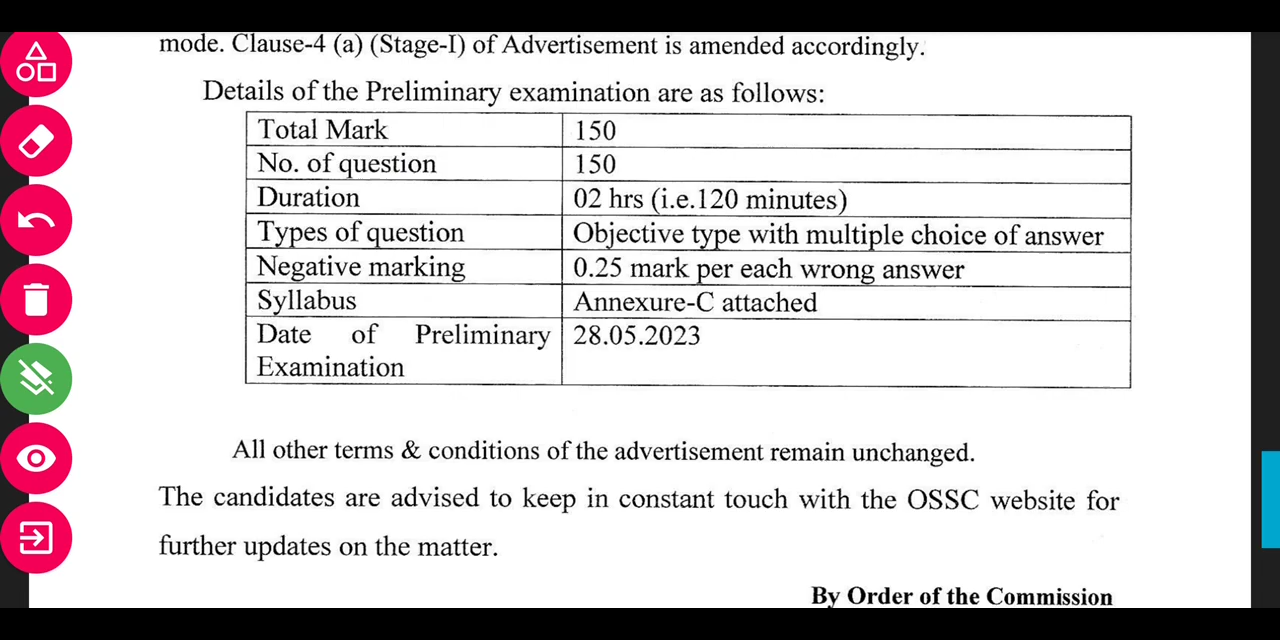 mode. Clause-4 (a) (Stage-I) of Advertisement is amended accordingly.
Details of the Preliminary examination are as follows:
Total Mark 150
No. of question 150
Duration 02 hrs (i.e.120 minutes)
Types of question Objective type with multiple choice of answer
Negative marking 0.25 mark per each wrong answer
Syllabus Annexure-C attached
Date of Preliminary 28.05.2023
Examination
All other terms & conditions of the advertisement remain unchanged.
The candidates are advised to keep in constant touch with the OSSC website for
further updates on the matter.
By Order of the Commission